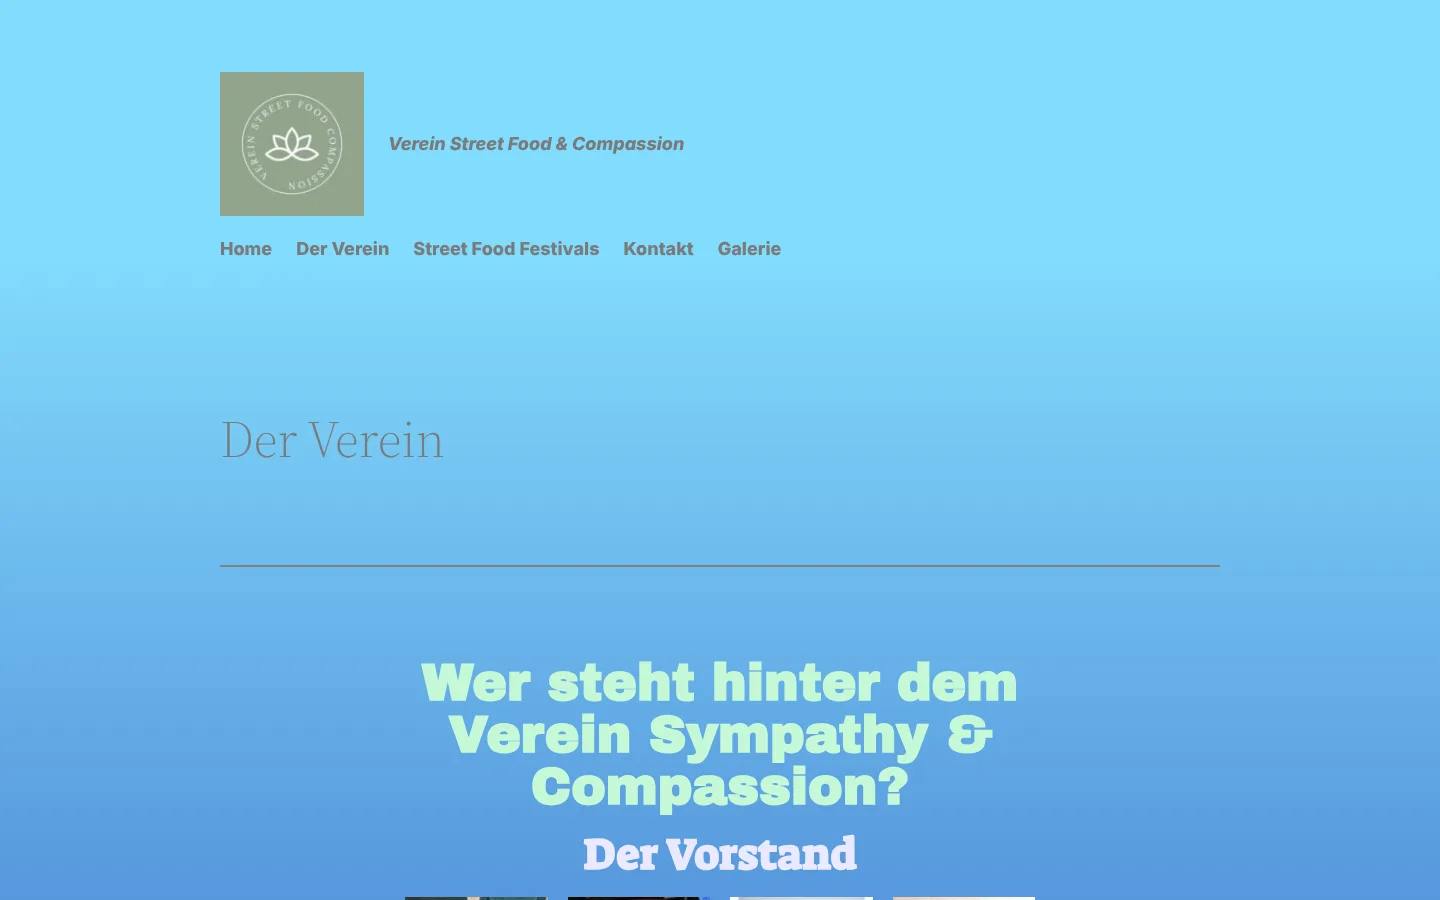 VEREIN STREET FOOD COMPASSION
Verein Street Food & Compassion
Home
Der Verein
Street Food Festivals
Kontakt
Galerie
Der Verein
Wer steht hinter dem
Verein Sympathy &
Compassion?
Der Vorstand